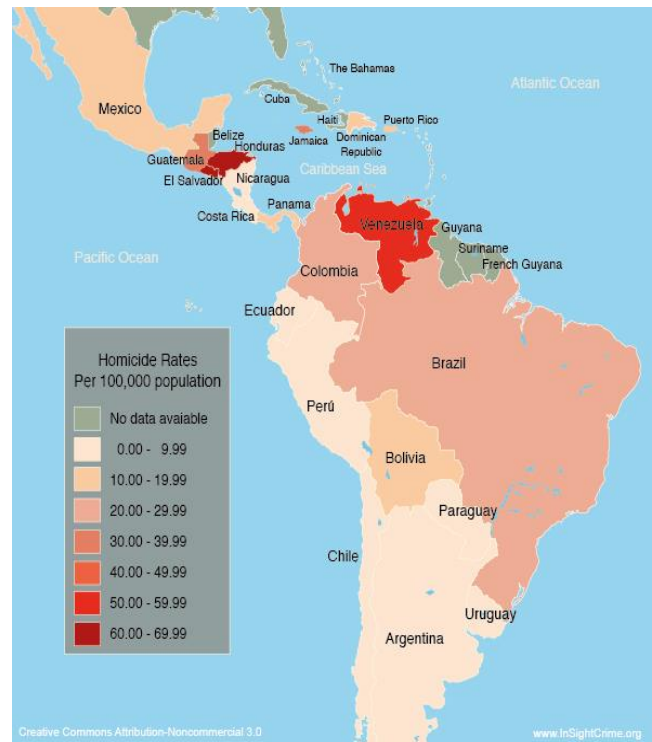 The Bahamas
Atlantic Ocean
Mexico
Cuba
Haiti
Puerto Rico
Jamaica
Dominican
Republic
Belize
Honduras
Guatemala
Caribbean Sea
El Salvador
Nicaragua
Costa Rica
Panama
Venezuela
Guyana
Suriname
French Guyana
Pacific Ocean
Colombia
Ecuador
Brazil
Perú
Bolivia
Paraguay
Chile
Uruguay
Argentina
Homicide Rates
Per 100,000 population
No data avaiable
0.00 - 9.99
10.00 - 19.99
20.00 - 29.99
30.00 - 39.99
40.00 - 49.99
50.00 - 59.99
60.00 - 69.99
Creative Commons Attribution-Noncommercial 3.0
www.InSightCrime.org